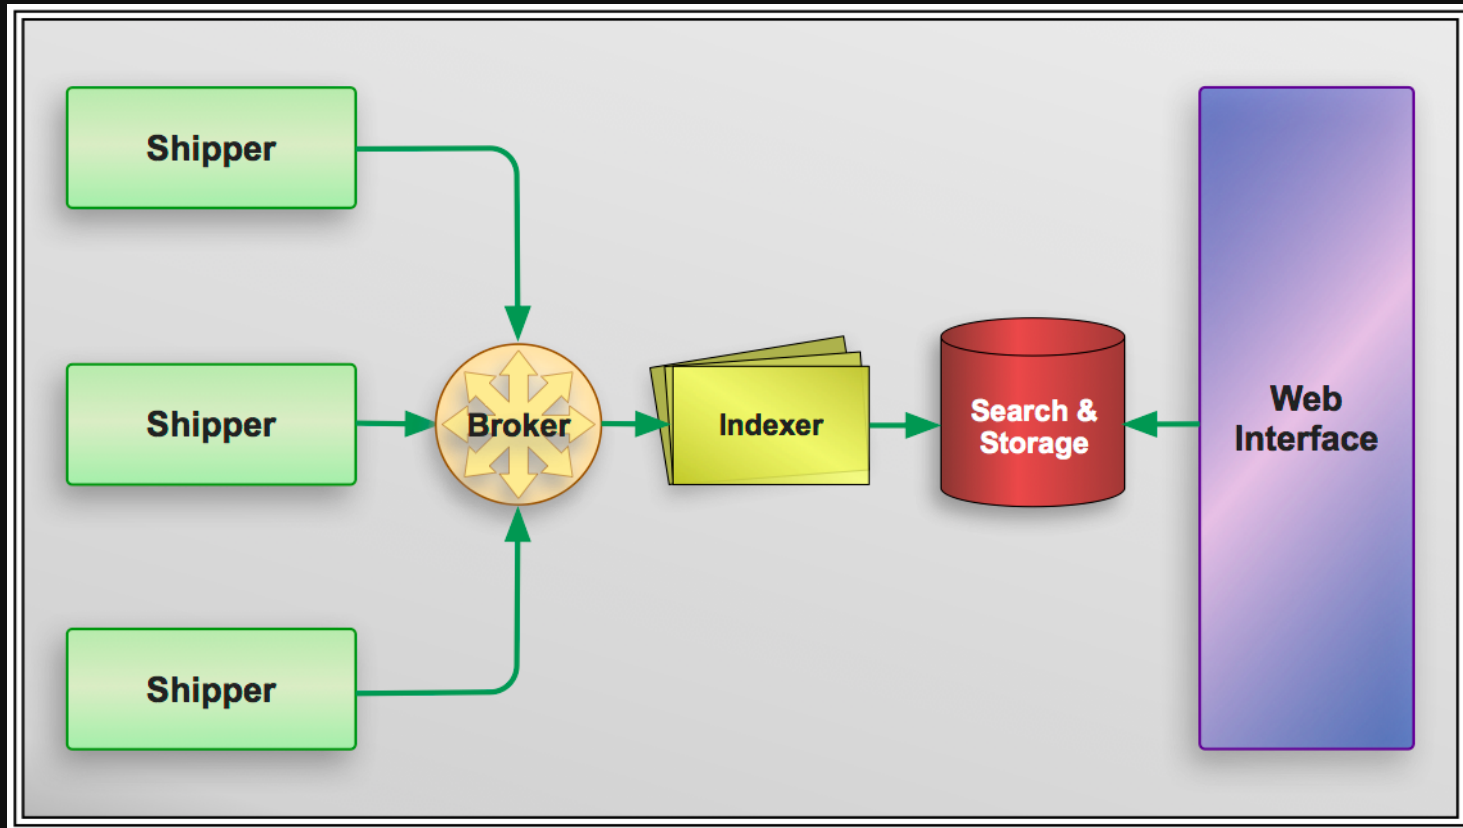 Shipper
Shipper
Shipper
Broker
Indexer
Search &
Storage
Web
Interface